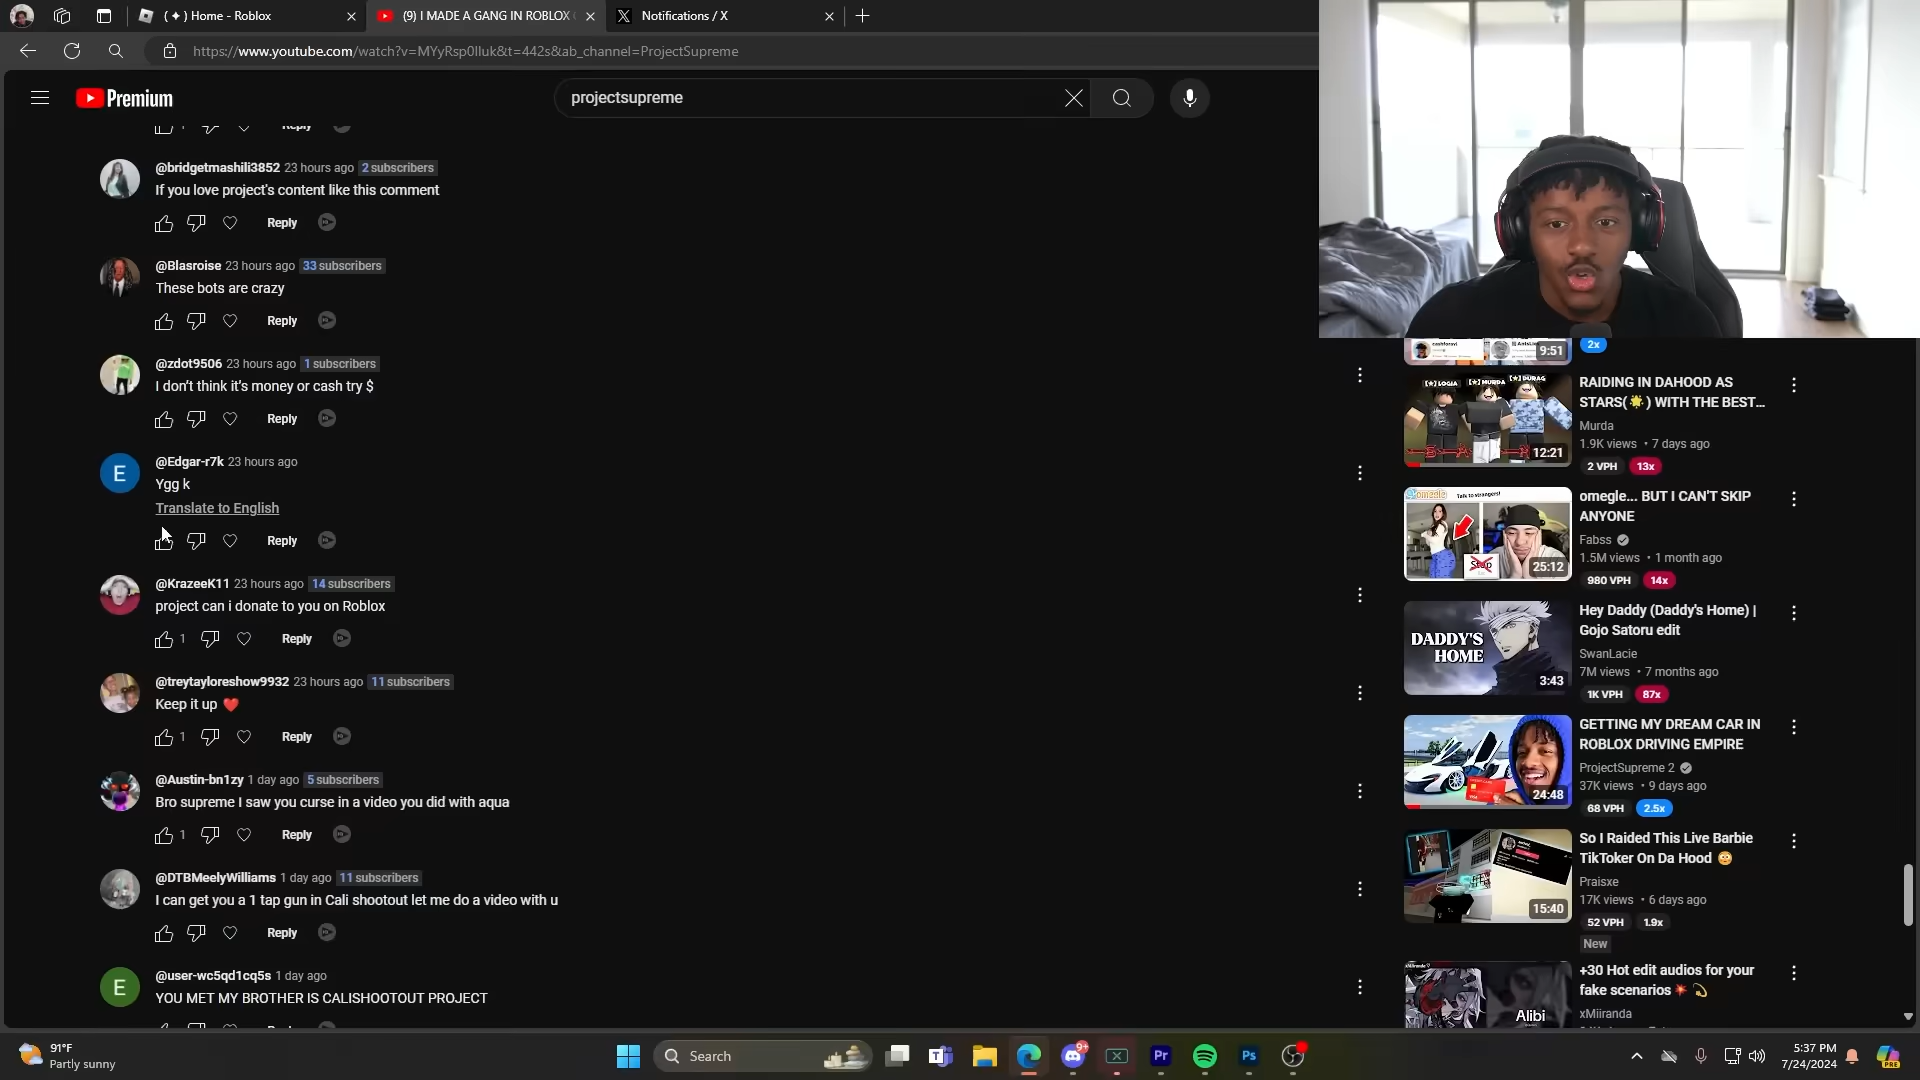 ( ✦ ) Home - Roblox
(9) I MADE A GANG IN ROBLOX
Notifications / X
https://www.youtube.com/watch?v=MYyRsp0lluk&t=442s&ab_channel=ProjectSupreme
Premium
projectsupreme
1
Reply
@bridgetmashili3852 23 hours ago 2 subscribers
If you love project's content like this comment
Reply
@Blasroise 23 hours ago 33 subscribers
These bots are crazy
Reply
@zdot9506 23 hours ago 1 subscribers
I don't think it's money or cash try $
Reply
@Edgar-r7k 23 hours ago
Ygg k
Translate to English
Reply
@KrazeeK11 23 hours ago 14 subscribers
project can i donate to you on Roblox
1 Reply
@treytayloreshow9932 23 hours ago 11 subscribers
Keep it up ❤️
1 Reply
@Austin-bn1zy 1 day ago 5 subscribers
Bro supreme I saw you curse in a video you did with aqua
1 Reply
@DTBMeelyWilliams 1 day ago 11 subscribers
I can get you a 1 tap gun in Cali shootout let me do a video with u
Reply
@user-wc5qd1cq5s 1 day ago
YOU MET MY BROTHER IS CALISHOOTOUT PROJECT
Reply
E
E
9:51
2x
[★] LOGIA [★] MURDA [★] DURAG
12:21
RAIDING IN DAHOOD AS
STARS(🌟) WITH THE BEST...
Murda
1.9K views • 7 days ago
2 VPH 13x
omegle
Talk to strangers!
Stop
25:12
omegle... BUT I CAN'T SKIP
ANYONE
Fabss
1.5M views • 1 month ago
980 VPH 14x
DADDY'S
HOME
3:43
Hey Daddy (Daddy's Home) |
Gojo Satoru edit
SwanLacie
7M views • 7 months ago
1K VPH 87x
24:48
GETTING MY DREAM CAR IN
ROBLOX DRIVING EMPIRE
ProjectSupreme 2
37K views • 9 days ago
68 VPH 2.5x
15:40
So I Raided This Live Barbie
TikToker On Da Hood 😳
Praisxe
17K views • 6 days ago
52 VPH 1.9x
New
Alibi
+30 Hot edit audios for your
fake scenarios 💥 💫
xMiiranda
91°F
Partly sunny
Search
9+
Pr
Ps
5:37 PM
7/24/2024
PRE